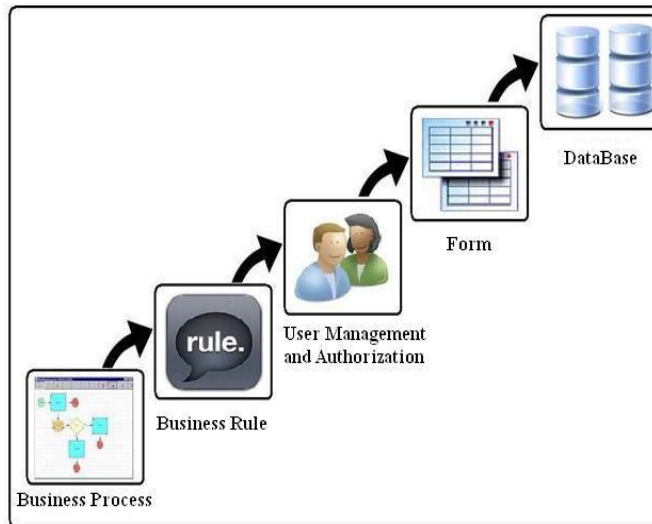 DataBase
Form
User Management
and Authorization
rule.
Business Rule
Business Process